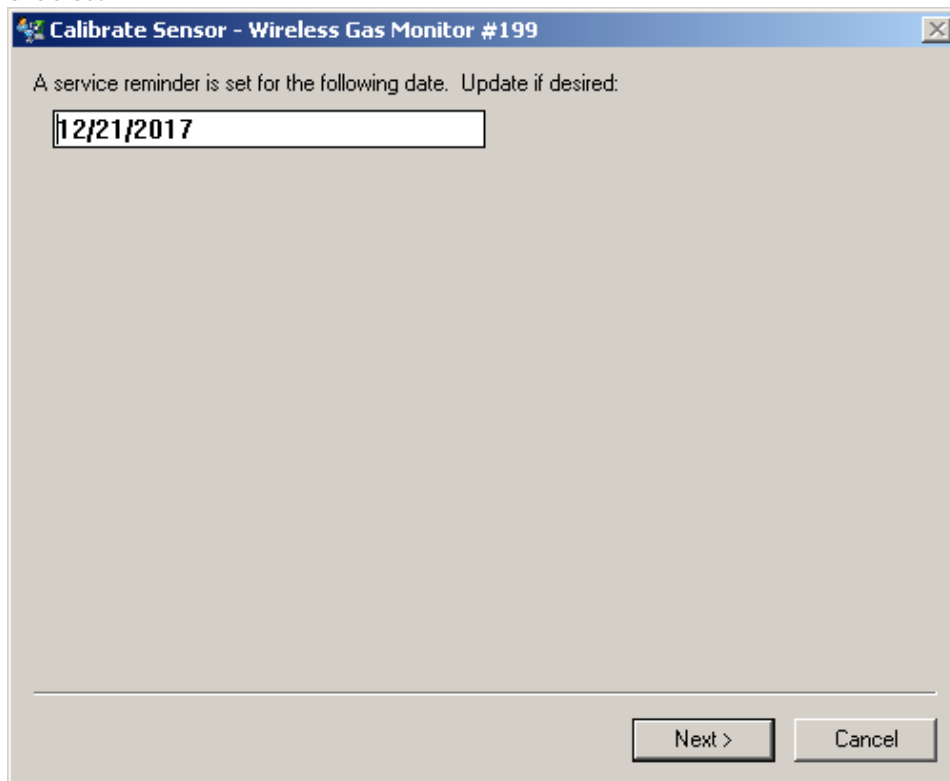 Calibrate Sensor - Wireless Gas Monitor #199
A service reminder is set for the following date. Update if desired:
12/21/2017
Next >
Cancel